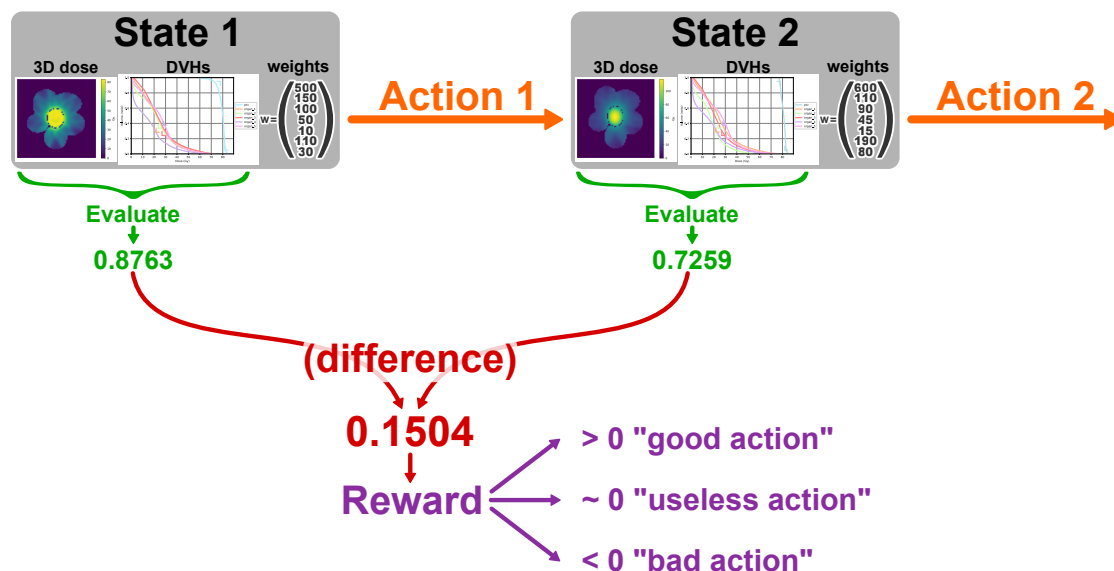 State 1
3D dose
DVHs
weights
w =
500
150
100
50
10
110
30
Action 1
State 2
3D dose
DVHs
weights
w =
600
110
90
45
15
190
80
Action 2
Evaluate
0.8763
Evaluate
0.7259
(difference)
0.1504
Reward
> 0 "good action"
~ 0 "useless action"
< 0 "bad action"